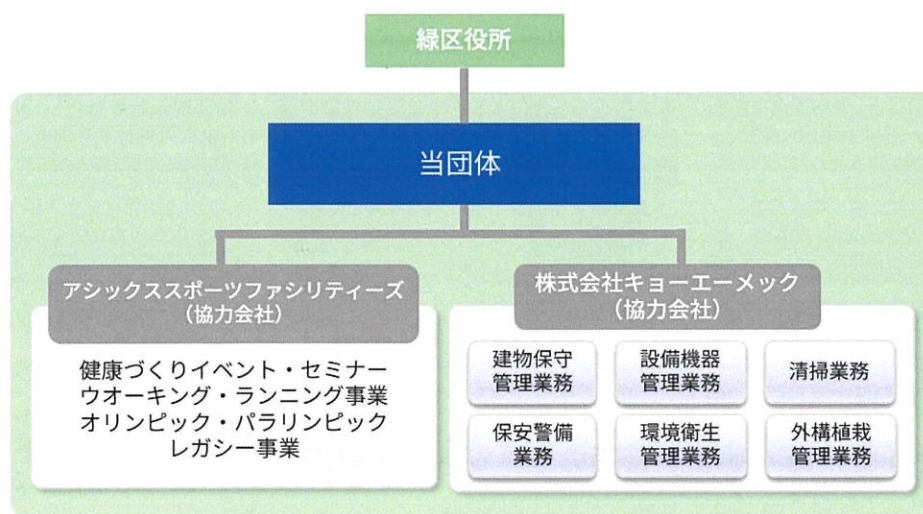 緑区役所
当団体
アシックススポーツファシリティーズ
（協力会社）
健康づくりイベント・セミナー
ウオーキング・ランニング事業
オリンピック・パラリンピック
レガシー事業
株式会社キョーエーメック
（協力会社）
建物保守
管理業務
設備機器
管理業務
清掃業務
保安警備
業務
環境衛生
管理業務
外構植栽
管理業務